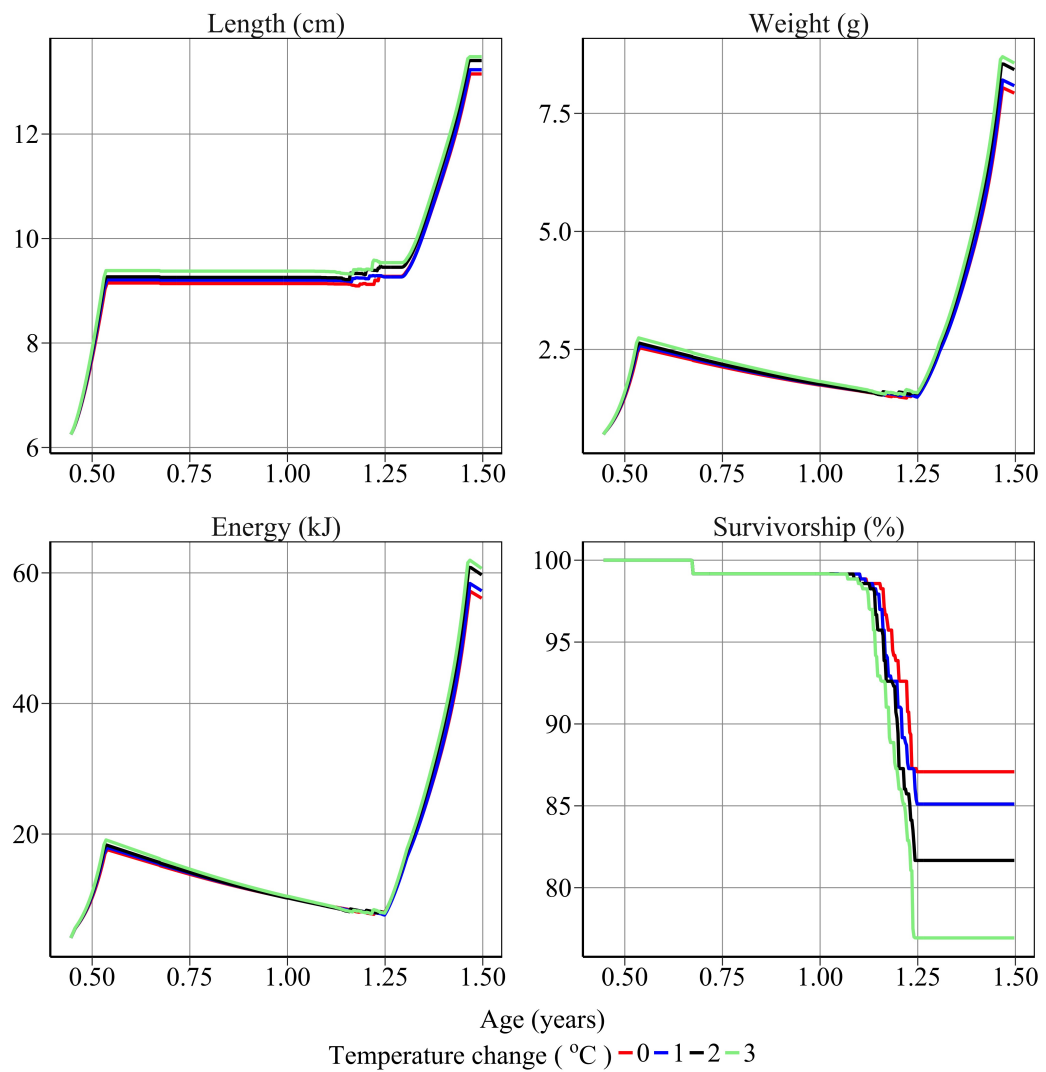 Length (cm)
Weight (g)
12
10
8
6
0.50 0.75 1.00 1.25 1.50
7.5
5.0
2.5
0.50 0.75 1.00 1.25 1.50
Energy (kJ)
Survivorship (%)
60
40
20
0.50 0.75 1.00 1.25 1.50
100
95
90
85
80
0.50 0.75 1.00 1.25 1.50
Age (years)
Temperature change ( °C ) 0 1 2 3